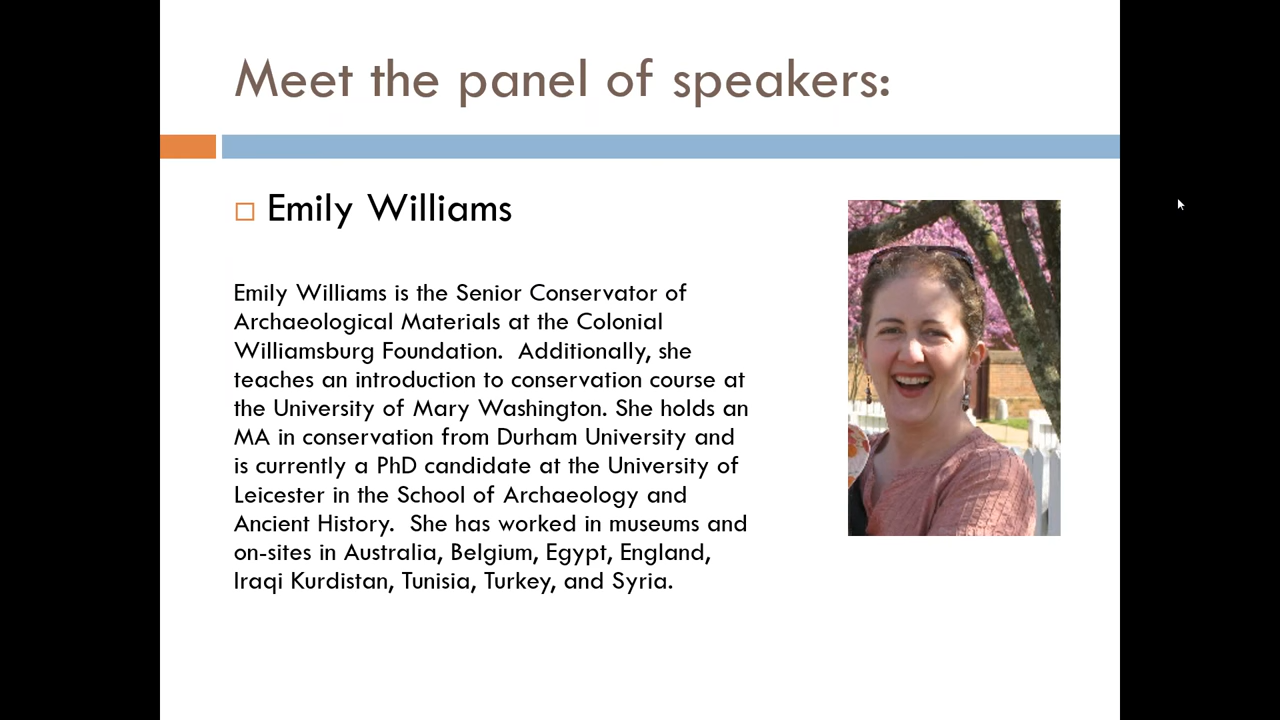 Meet the panel of speakers:
Emily Williams
Emily Williams is the Senior Conservator of
Archaeological Materials at the Colonial
Williamsburg Foundation.  Additionally, she
teaches an introduction to conservation course at
the University of Mary Washington. She holds an
MA in conservation from Durham University and
is currently a PhD candidate at the University of
Leicester in the School of Archaeology and
Ancient History.  She has worked in museums and
on-sites in Australia, Belgium, Egypt, England,
Iraqi Kurdistan, Tunisia, Turkey, and Syria.